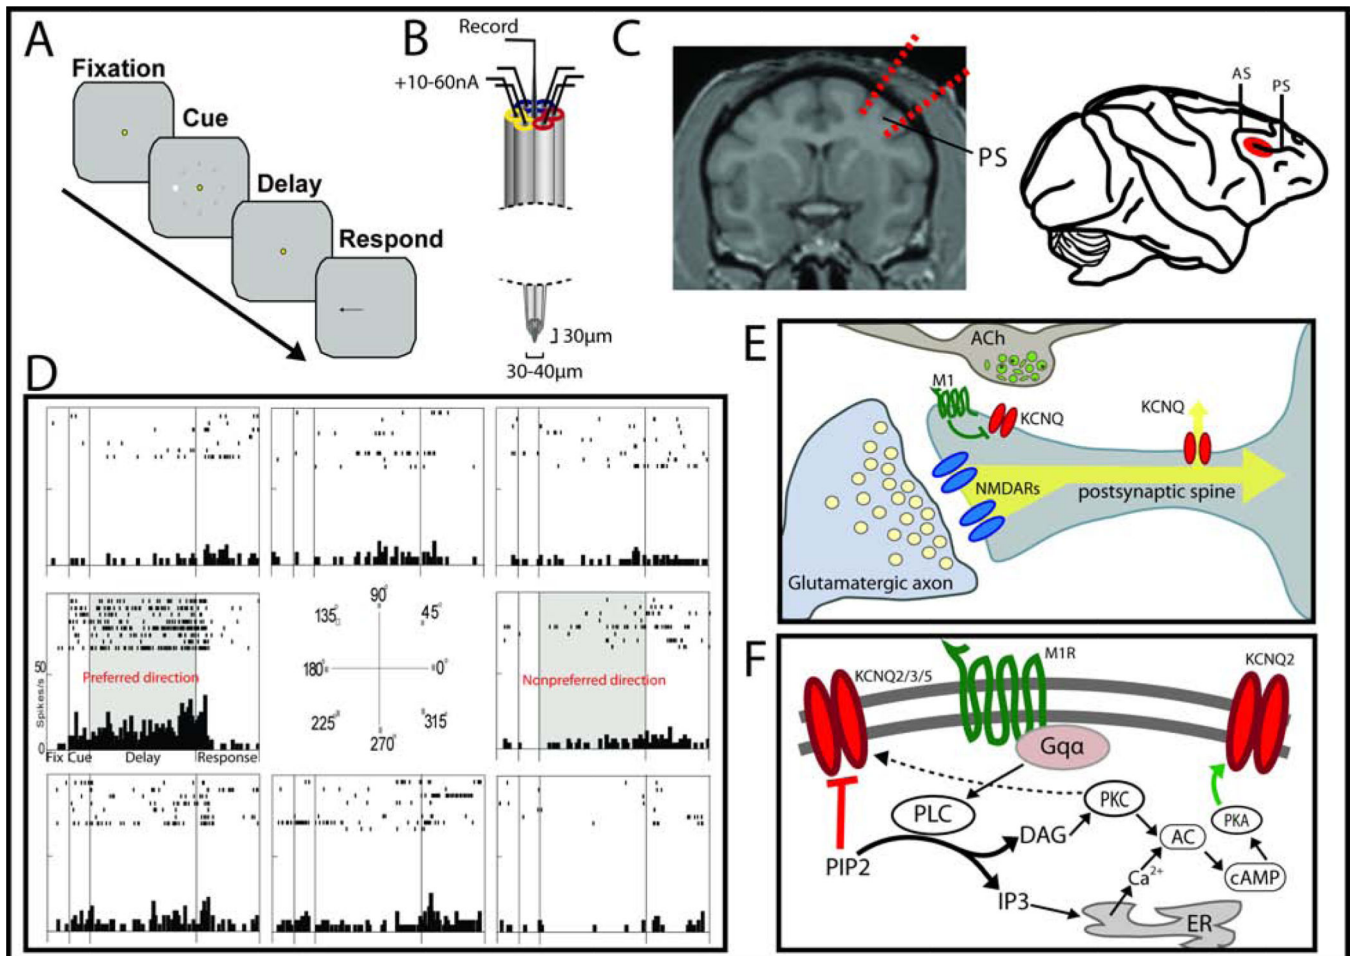 A
Fixation
Cue
Delay
Respond
B
Record
+10-60nA
30µm
30-40µm
C
PS
AS
PS
D
50
Spikes/s
0
Preferred direction
Fix Cue Delay Response
90°
135° 45°
180° 0°
225° 315°
270°
Nonpreferred direction
E
ACh
M1
KCNQ
KCNQ
NMDARs
postsynaptic spine
Glutamatergic axon
F
KCNQ2/3/5
M1R
KCNQ2
Gqα
PLC
PKC
DAG
AC
PKA
PIP2
Ca2+
cAMP
IP3
ER